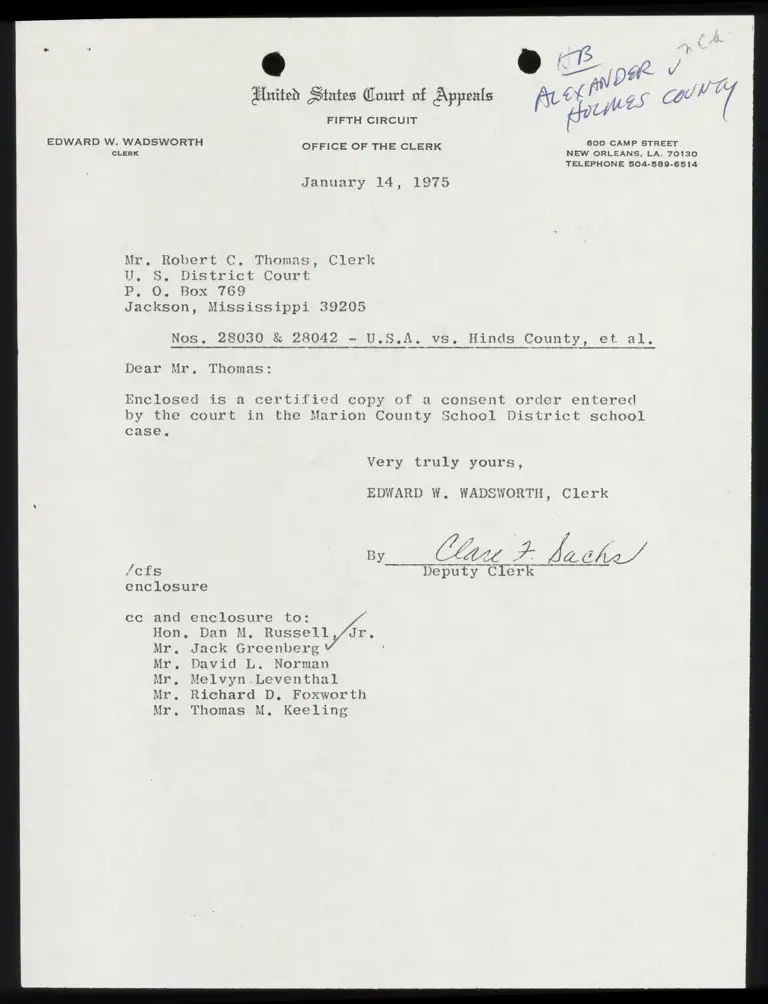 ALEXANDER v
HOLMES COUNTY
United States Court of Appeals
FIFTH CIRCUIT
EDWARD W. WADSWORTH
CLERK
OFFICE OF THE CLERK
600 CAMP STREET
NEW ORLEANS, LA. 70130
TELEPHONE 504-589-6514
January 14, 1975
Mr. Robert C. Thomas, Clerk
U. S. District Court
P. O. Box 769
Jackson, Mississippi 39205
Nos. 28030 & 28042 - U.S.A. vs. Hinds County, et al.
Dear Mr. Thomas:
Enclosed is a certified copy of a consent order entered
by the court in the Marion County School District school
case.
Very truly yours,
EDWARD W. WADSWORTH, Clerk
By Clare F. Sachs
Deputy Clerk
/cfs
enclosure
cc and enclosure to:
Hon. Dan M. Russell, Jr.
Mr. Jack Greenberg
Mr. David L. Norman
Mr. Melvyn Leventhal
Mr. Richard D. Foxworth
Mr. Thomas M. Keeling